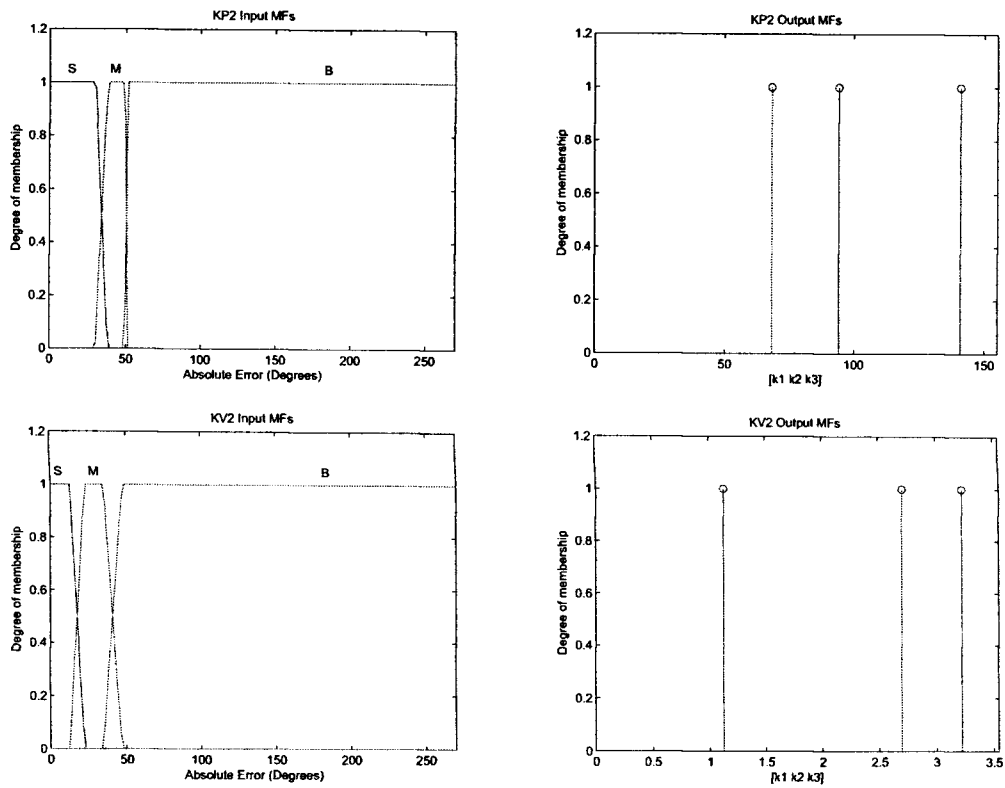 KP2 Input MFs
1.2
1
0.8
0.6
0.4
0.2
0
Degree of membership
S M B
0 50 100 150 200 250
Absolute Error (Degrees)
KP2 Output MFs
1.2
1
0.8
0.6
0.4
0.2
0
Degree of membership
0 50 100 150
[k1 k2 k3]
KV2 Input MFs
1.2
1
0.8
0.6
0.4
0.2
0
Degree of membership
S M B
0 50 100 150 200 250
Absolute Error (Degrees)
KV2 Output MFs
1.2
1
0.8
0.6
0.4
0.2
0
Degree of membership
0 0.5 1 1.5 2 2.5 3 3.5
[k1 k2 k3]